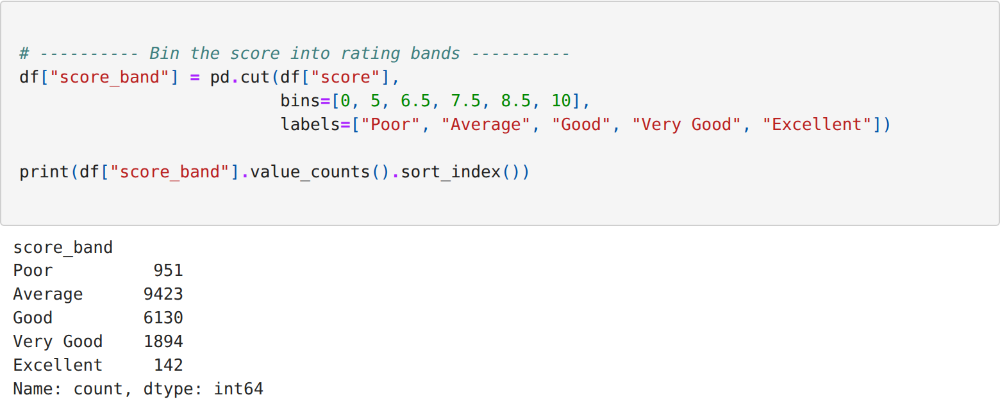 # ---------- Bin the score into rating bands ----------
df["score_band"] = pd.cut(df["score"],
                          bins=[0, 5, 6.5, 7.5, 8.5, 10],
                          labels=["Poor", "Average", "Good", "Very Good", "Excellent"])
print(df["score_band"].value_counts().sort_index())
score_band
Poor          951
Average      9423
Good         6130
Very Good    1894
Excellent     142
Name: count, dtype: int64